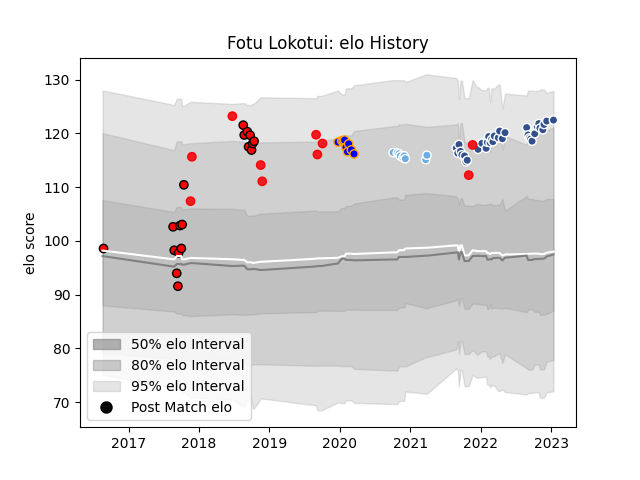 Fotu Lokotui: elo History
elo score
130
120
110
100
90
80
70
50% elo Interval
80% elo Interval
95% elo Interval
Post Match elo
2017 2018 2019 2020 2021 2022 2023